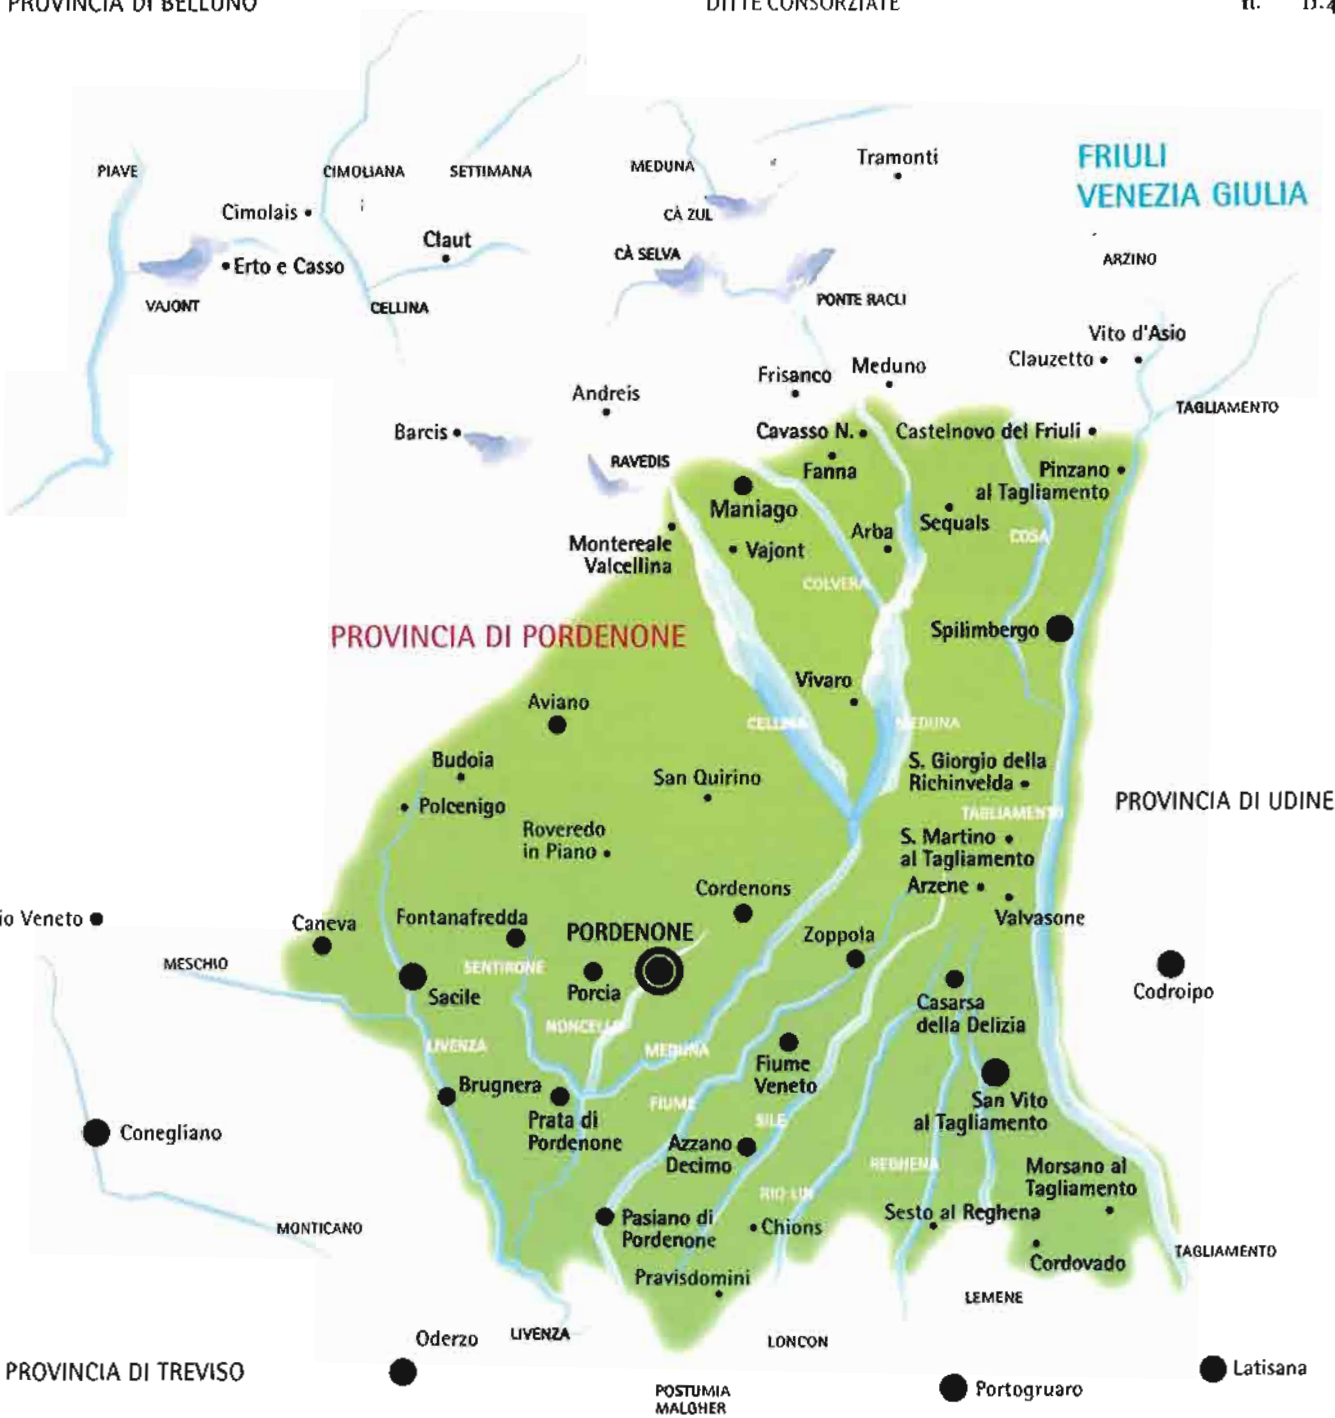 PROVINCIA DI BELLUNO
DITTE CONSORZIATE
n.
FRIULI
VENEZIA GIULIA
PIAVE
CIMOLIANA
SETTIMANA
MEDUNA
Tramonti
Cimolais
CÀ ZUL
Claut
CÀ SELVA
ARZINO
Erto e Casso
VAJONT
CELLINA
PONTE RACLI
Vito d'Asio
Clauzetto
Frisanco
Meduno
Andreis
TAGLIAMENTO
Barcis
Cavasso N.
Castelnovo del Friuli
RAVEDIS
Fanna
Pinzano
al Tagliamento
Maniago
Arba
Sequals
COSA
Montereale
Valcellina
Vajont
COLVERA
PROVINCIA DI PORDENONE
Spilimbergo
Vivaro
Aviano
CELLINA
MEDUNA
Budoia
San Quirino
S. Giorgio della
Richinvelda
Polcenigo
TAGLIAMENTO
PROVINCIA DI UDINE
Roveredo
in Piano
S. Martino
al Tagliamento
Cordenons
Arzene
io Veneto
Caneva
Fontanafredda
PORDENONE
Zoppola
Valvasone
MESCHIO
SENTIRONE
Sacile
Porcia
Casarsa
della Delizia
Codroipo
NONCELLO
LIVENZA
MEDUNA
Fiume
Veneto
Brugnera
Prata di
Pordenone
FIUME
SILE
San Vito
al Tagliamento
Conegliano
Azzano
Decimo
REGHENA
Morsano al
Tagliamento
RIO LIN
MONTICANO
Pasiano di
Pordenone
Chions
Sesto al Reghena
Cordovado
TAGLIAMENTO
Pravisdomini
LEMENE
Oderzo
LIVENZA
LONCON
PROVINCIA DI TREVISO
POSTUMIA
MALGHER
Portogruaro
Latisana